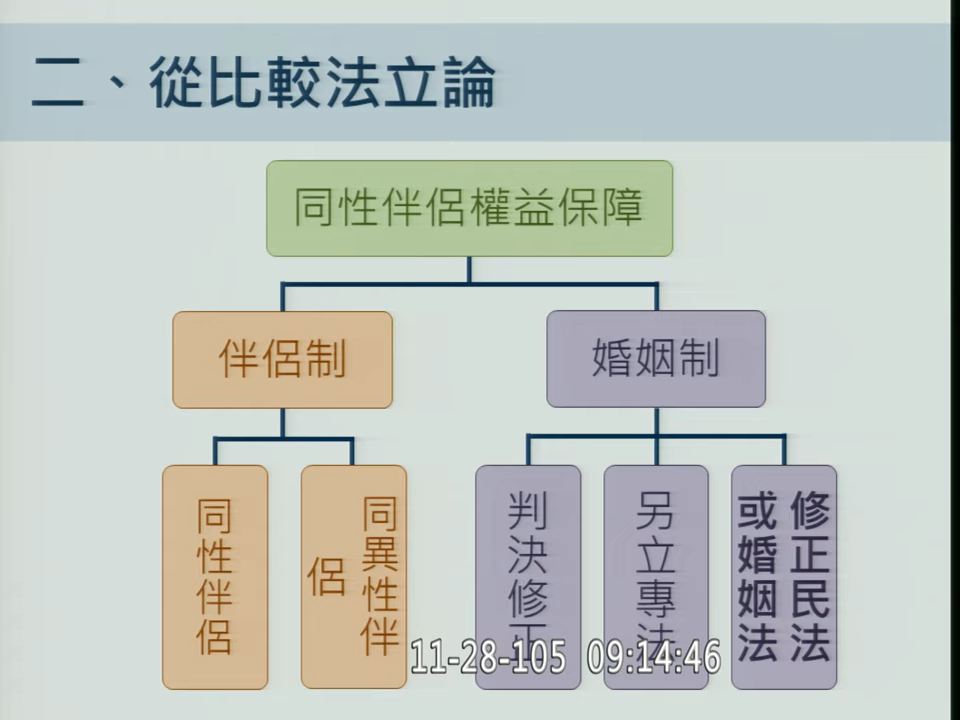 二、從比較法立論
同性伴侶權益保障
伴侶制
婚姻制
同性伴侶
同異性伴
侶
判決修正
另立專法
修正民法
或婚姻法
11-28-105 09:14:46